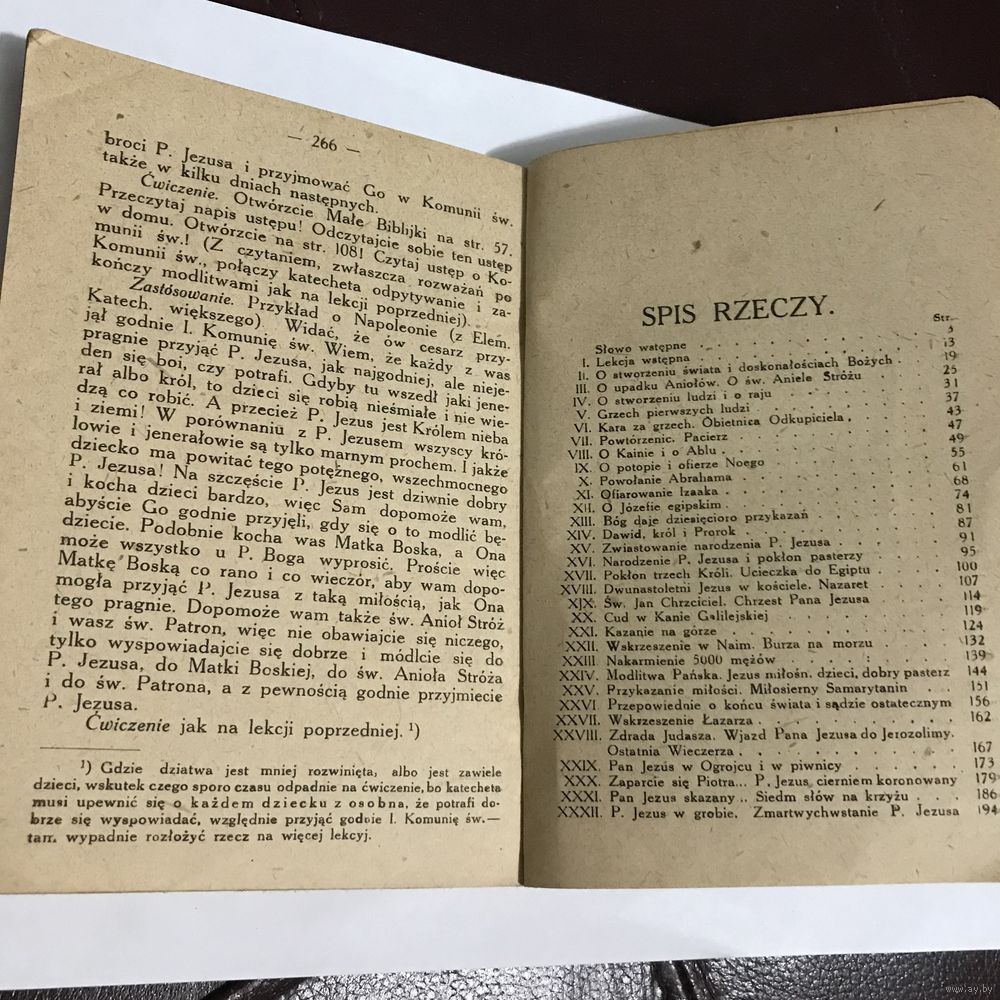 — 266 —
broci P. Jezusa i przyjmować Go w Komunii św.
także w kilku dniach następnych.
Ćwiczenie. Otwórzcie Małe Biblijki na str. 57.
Przeczytaj napis ustępu! Odczytajcie sobie ten ustęp
w domu. Otwórzcie na str. 108! Czytaj ustęp o Ko-
munii św.! (Z czytaniem, zwłaszcza rozważań po
Komunii św., połączy katecheta odpytywanie i za-
kończy modlitwami jak na lekcji poprzedniej).
Zastósowanie. Przykład o Napoleonie (z Elem.
Katech. większego). Widać, że ów cesarz przy-
jął godnie I. Komunię św. Wiem, że każdy z was
pragnie przyjąć P. Jezusa, jak najgodniej, ale nieje-
den się boi, czy potrafi. Gdyby tu wszedł jaki jene-
rał albo król, to dzieci się robią nieśmiałe i nie wie-
dzą co robić. A przecież P. Jezus jest Królem nieba
i ziemi! W porównaniu z P. Jezusem wszyscy kró-
lowie i jenerałowie są tylko marnym prochem. I jakże
dziecko ma powitać tego potężnego, wszechmocnego
P. Jezusa! Na szczęście P. Jezus jest dziwnie dobry
i kocha dzieci bardzo, więc Sam dopomoże wam,
abyście Go godnie przyjęli, gdy się o to modlić bę-
dziecie. Podobnie kocha was Matka Boska, a Ona
może wszystko u P. Boga wyprosić. Proście więc
Matkę Boską co rano i co wieczór, aby wam dopo-
mogła przyjąć P. Jezusa z taką miłością, jak Ona
tego pragnie. Dopomoże wam także św. Anioł Stróż
i wasz św. Patron, więc nie obawiajcie się niczego,
tylko wyspowiadajcie się dobrze i módlcie się do
P. Jezusa, do Matki Boskiej, do św. Anioła Stróża
i do św. Patrona, a z pewnością godnie przyjmiecie
P. Jezusa.
Ćwiczenie jak na lekcji poprzedniej. ¹)
¹) Gdzie dziatwa jest mniej rozwinięta, albo jest zawiele
dzieci, wskutek czego sporo czasu odpadnie na ćwiczenie, bo katecheta
musi upewnić się o każdem dziecku z osobna, że potrafi do-
brze się wyspowiadać, względnie przyjąć godnie I. Komunię św.—
tam wypadnie rozłożyć rzecz na więcej lekcyj.
SPIS RZECZY.
Str.
Słowo wstępne . . . 3
I. Lekcja wstępna . . . 13
II. O stworzeniu świata i doskonałościach Bożych . 19
III. O upadku Aniołów. O św. Aniele Stróżu . 25
IV. O stworzeniu ludzi i o raju . . . 31
V. Grzech pierwszych ludzi . . . 37
VI. Kara za grzech. Obietnica Odkupiciela . 43
VII. Powtórzenie. Pacierz . . . 47
VIII. O Kainie i o Ablu . . . 49
IX. O potopie i ofierze Noego . . . 55
X. Powołanie Abrahama . . . 61
XI. Ofiarowanie Izaaka . . . 68
XII. O Józefie egipskim . . . 74
XIII. Bóg daje dziesięcioro przykazań . . . 81
XIV. Dawid, król i Prorok . . . 87
XV. Zwiastowanie narodzenia P. Jezusa . . . 91
XVI. Narodzenie P. Jezusa i pokłon pasterzy . . . 95
XVII. Pokłon trzech Króli. Ucieczka do Egiptu . . . 100
XVIII. Dwunastoletni Jezus w kościele. Nazaret . . . 107
XIX. Św. Jan Chrzciciel. Chrzest Pana Jezusa . . . 114
XX. Cud w Kanie Galilejskiej . . . 119
XXI. Kazanie na górze . . . 124
XXII. Wskrzeszenie w Naim. Burza na morzu . . . 132
XXIII. Nakarmienie 5000 mężów . . . 139
XXIV. Modlitwa Pańska. Jezus miłośn. dzieci, dobry pasterz 144
XXV. Przykazanie miłości. Miłosierny Samarytanin . . 151
XXVI. Przepowiednie o końcu świata i sądzie ostatecznym 156
XXVII. Wskrzeszenie Łazarza . . . 162
XXVIII. Zdrada Judasza. Wjazd Pana Jezusa do Jerozolimy.
Ostatnia Wieczerza . . . 167
XXIX. Pan Jezus w Ogrojcu i w piwnicy . . . 173
XXX. Zaparcie się Piotra... P. Jezus cierniem koronowany 179
XXXI. Pan Jezus skazany .. Siedm słów na krzyżu . . . 186
XXXII. P. Jezus w grobie. Zmartwychwstanie P. Jezusa 194
www.ay.by